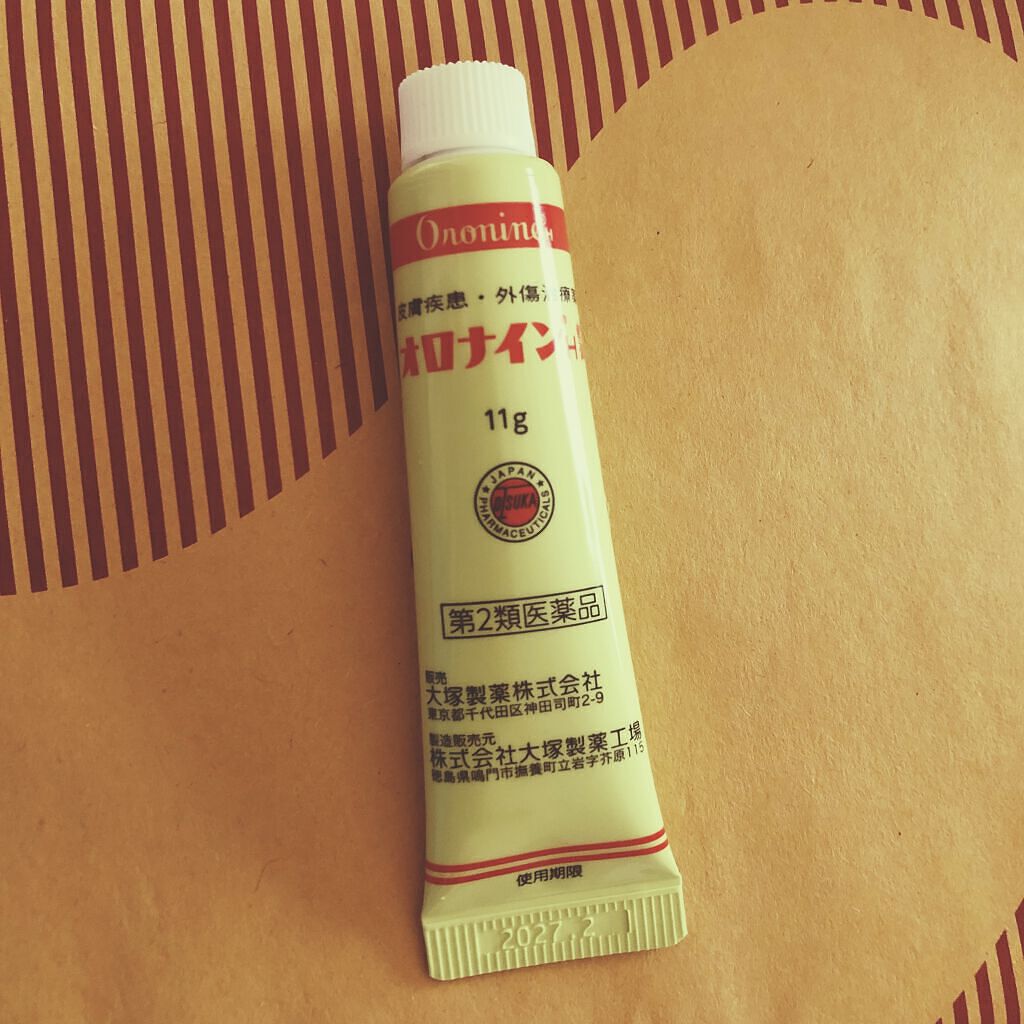 Oronine
皮膚疾患・外傷治療薬
オロナイン
11g
JAPAN
OTSUKA
PHARMACEUTICALS
第2類医薬品
販売
大塚製薬株式会社
東京都千代田区神田司町2-9
製造販売元
株式会社大塚製薬工場
徳島県鳴門市撫養町立岩字芥原115
使用期限
2027.2